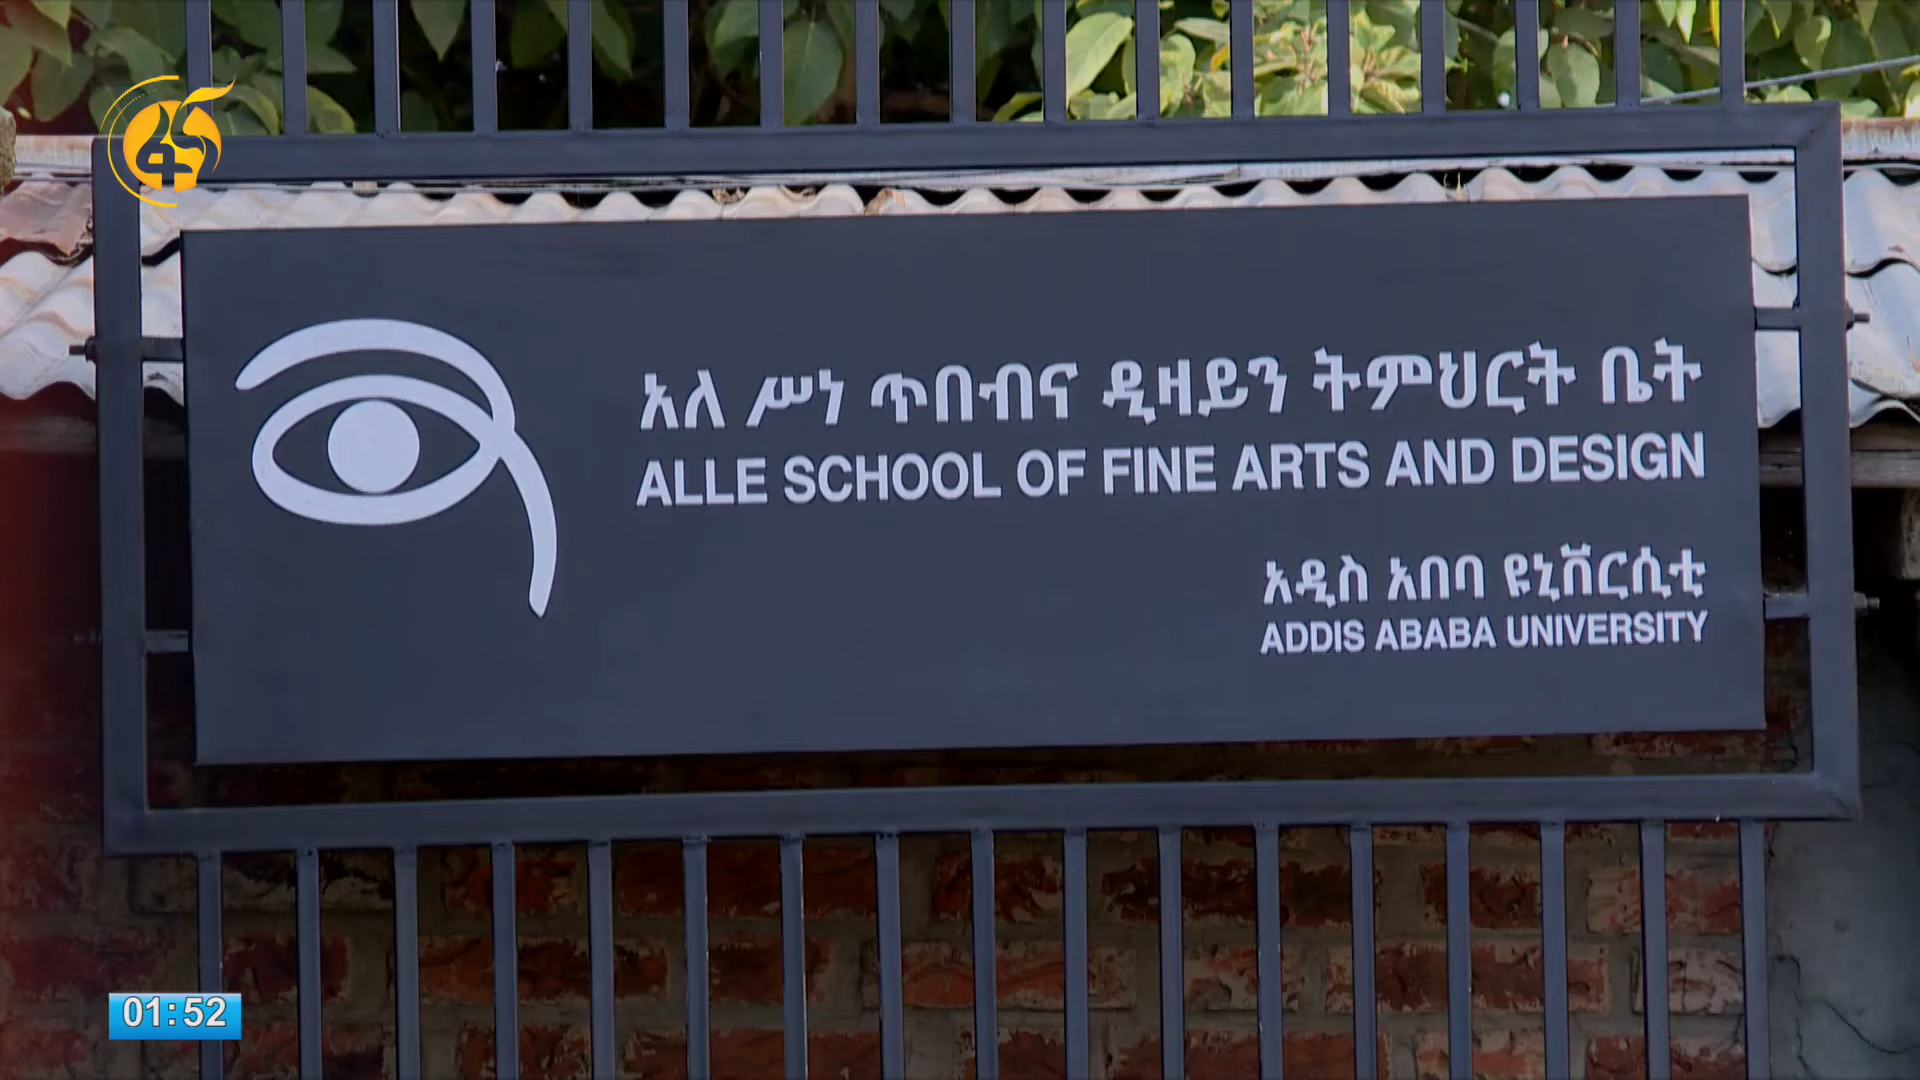 ፋና
አለ ሥነ ጥበብና ዲዛይን ትምህርት ቤት
ALLE SCHOOL OF FINE ARTS AND DESIGN
አዲስ አበባ ዩኒቨርሲቲ
ADDIS ABABA UNIVERSITY
01:52